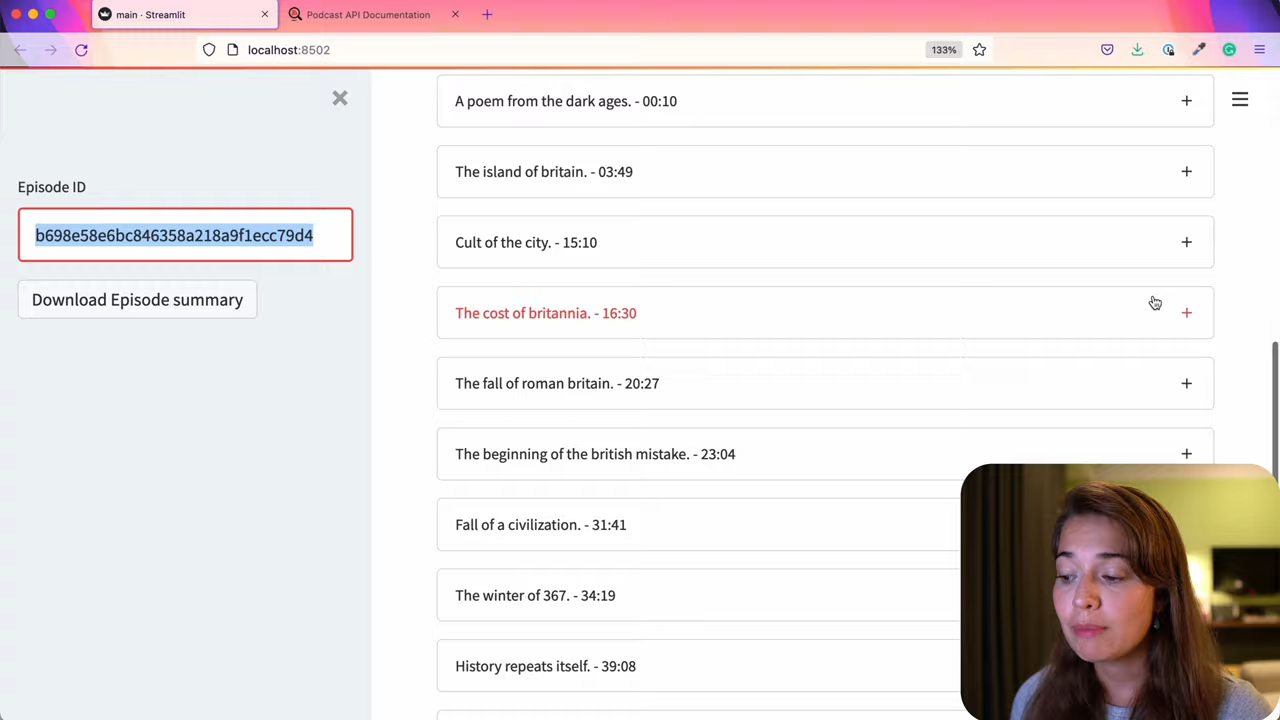 main · Streamlit
Podcast API Documentation
localhost:8502
133%
Episode ID
b698e58e6bc846358a218a9f1ecc79d4
Download Episode summary
A poem from the dark ages. - 00:10
The island of britain. - 03:49
Cult of the city. - 15:10
The cost of britannia. - 16:30
The fall of roman britain. - 20:27
The beginning of the british mistake. - 23:04
Fall of a civilization. - 31:41
The winter of 367. - 34:19
History repeats itself. - 39:08